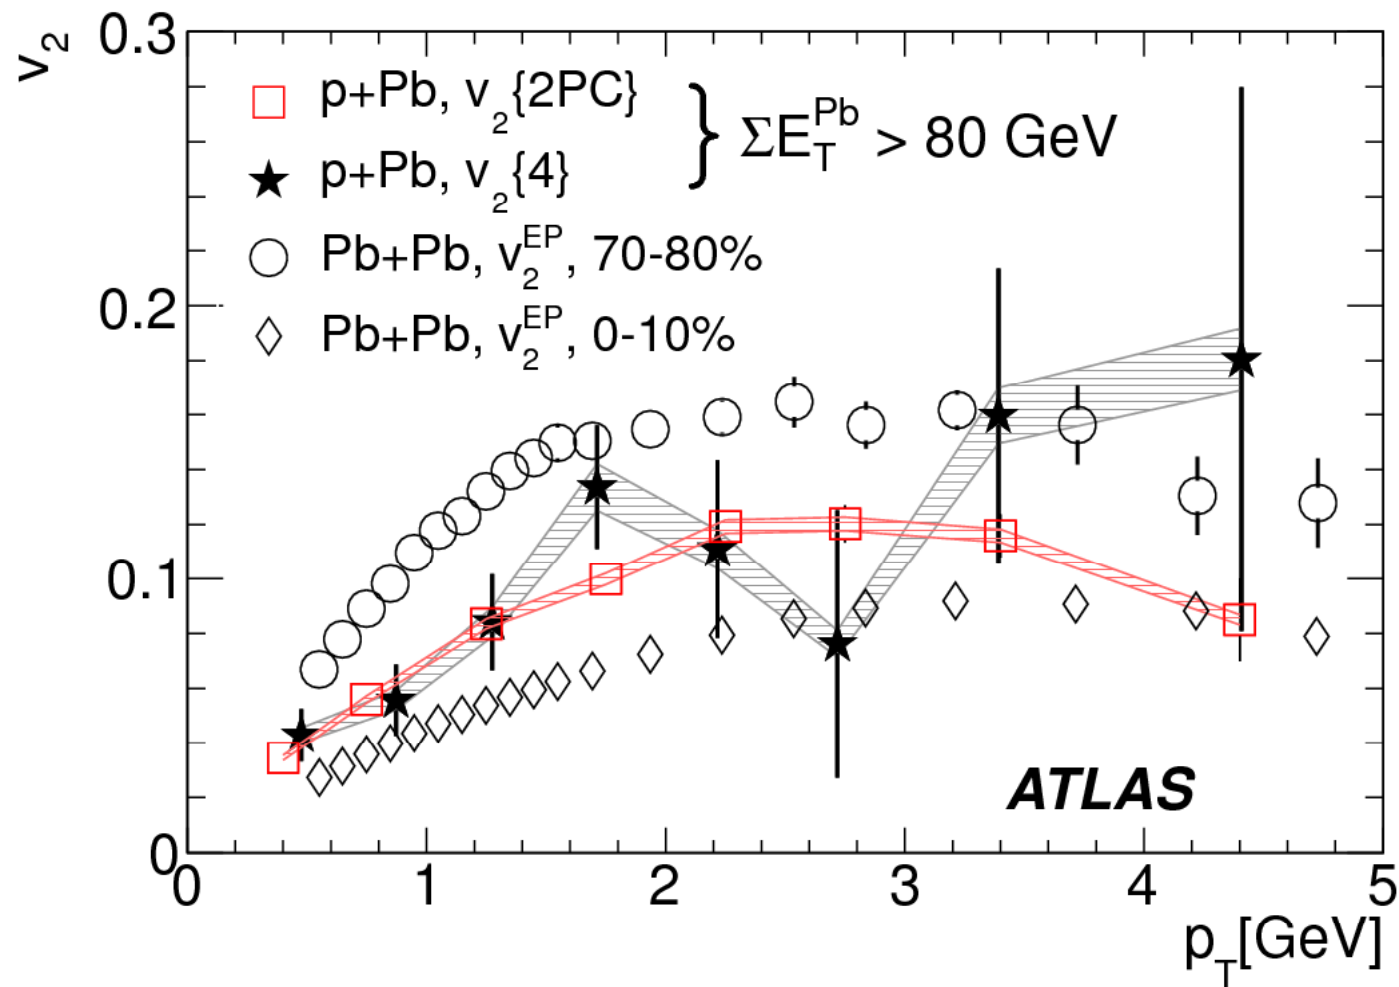 v₂
0.3
0.2
0.1
0
p+Pb, v₂{2PC}
p+Pb, v₂{4}
ΣE_T^Pb > 80 GeV
Pb+Pb, v₂^EP, 70-80%
Pb+Pb, v₂^EP, 0-10%
ATLAS
0 1 2 3 4 5
p_T[GeV]